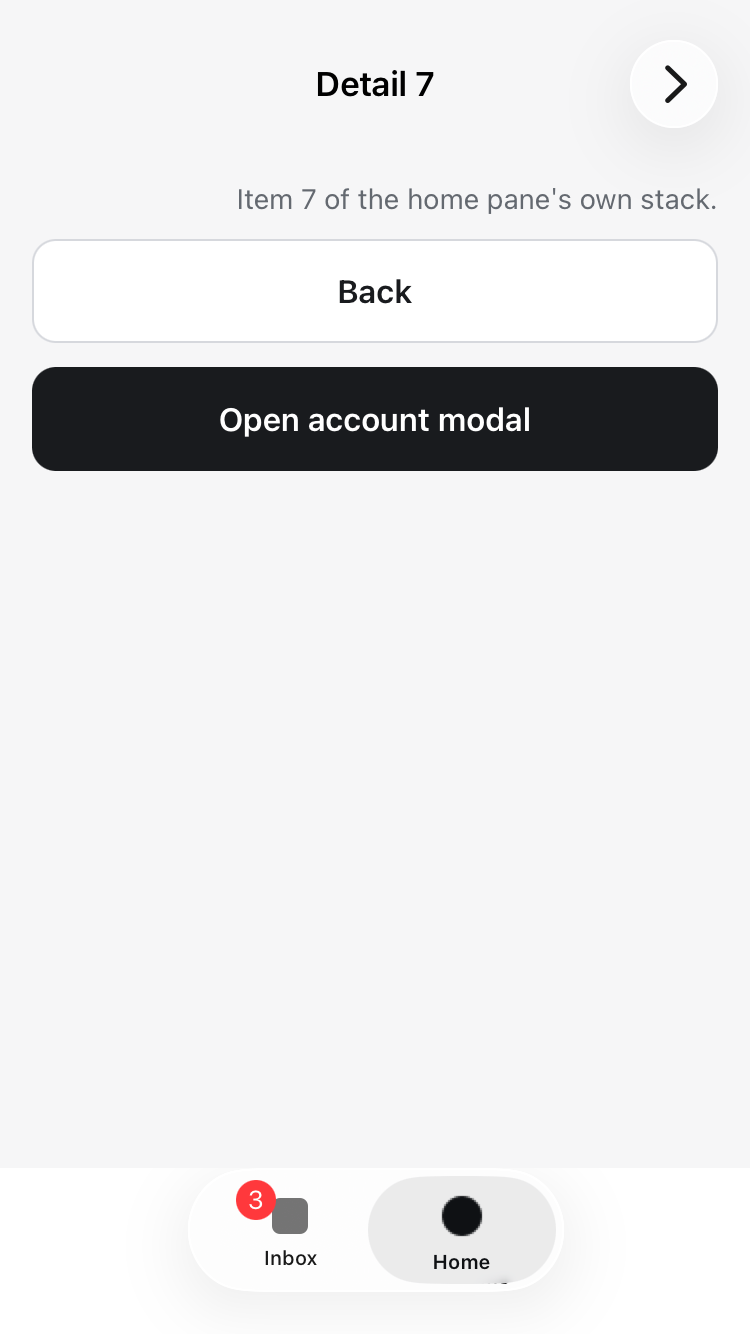 Detail 7
Item 7 of the home pane's own stack.
Back
Open account modal
3
Inbox
Home